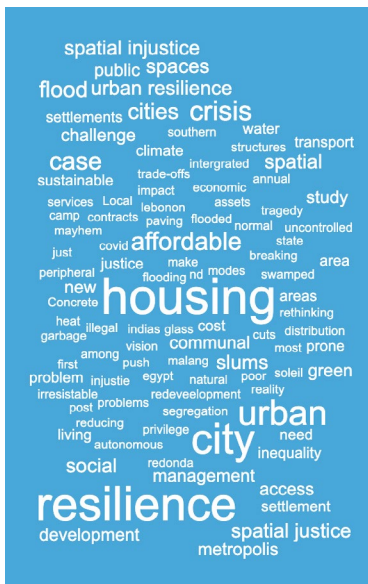 spatial injustice
public spaces
flood urban resilience
settlements cities crisis
challenge southern water
climate structures transport
case intergrated spatial
sustainable trade-offs annual
impact economic
services Local assets study
camp contracts lebonon tragedy
paving flooded normal uncontrolled
mayhem affordable state
just covid breaking area
justice make
peripheral flooding nd modes swamped
new housing areas
Concrete rethinking
heat illegal indias glass cost cuts distribution
garbage vision communal most prone
among
first push malang slums green
problem injustie egypt natural poor soleil
irresistable redeveelopment reality
post problems segregation urban
reducing
living privilege city need
autonomous inequality
social redonda
management
resilience access
settlement
development spatial justice
metropolis